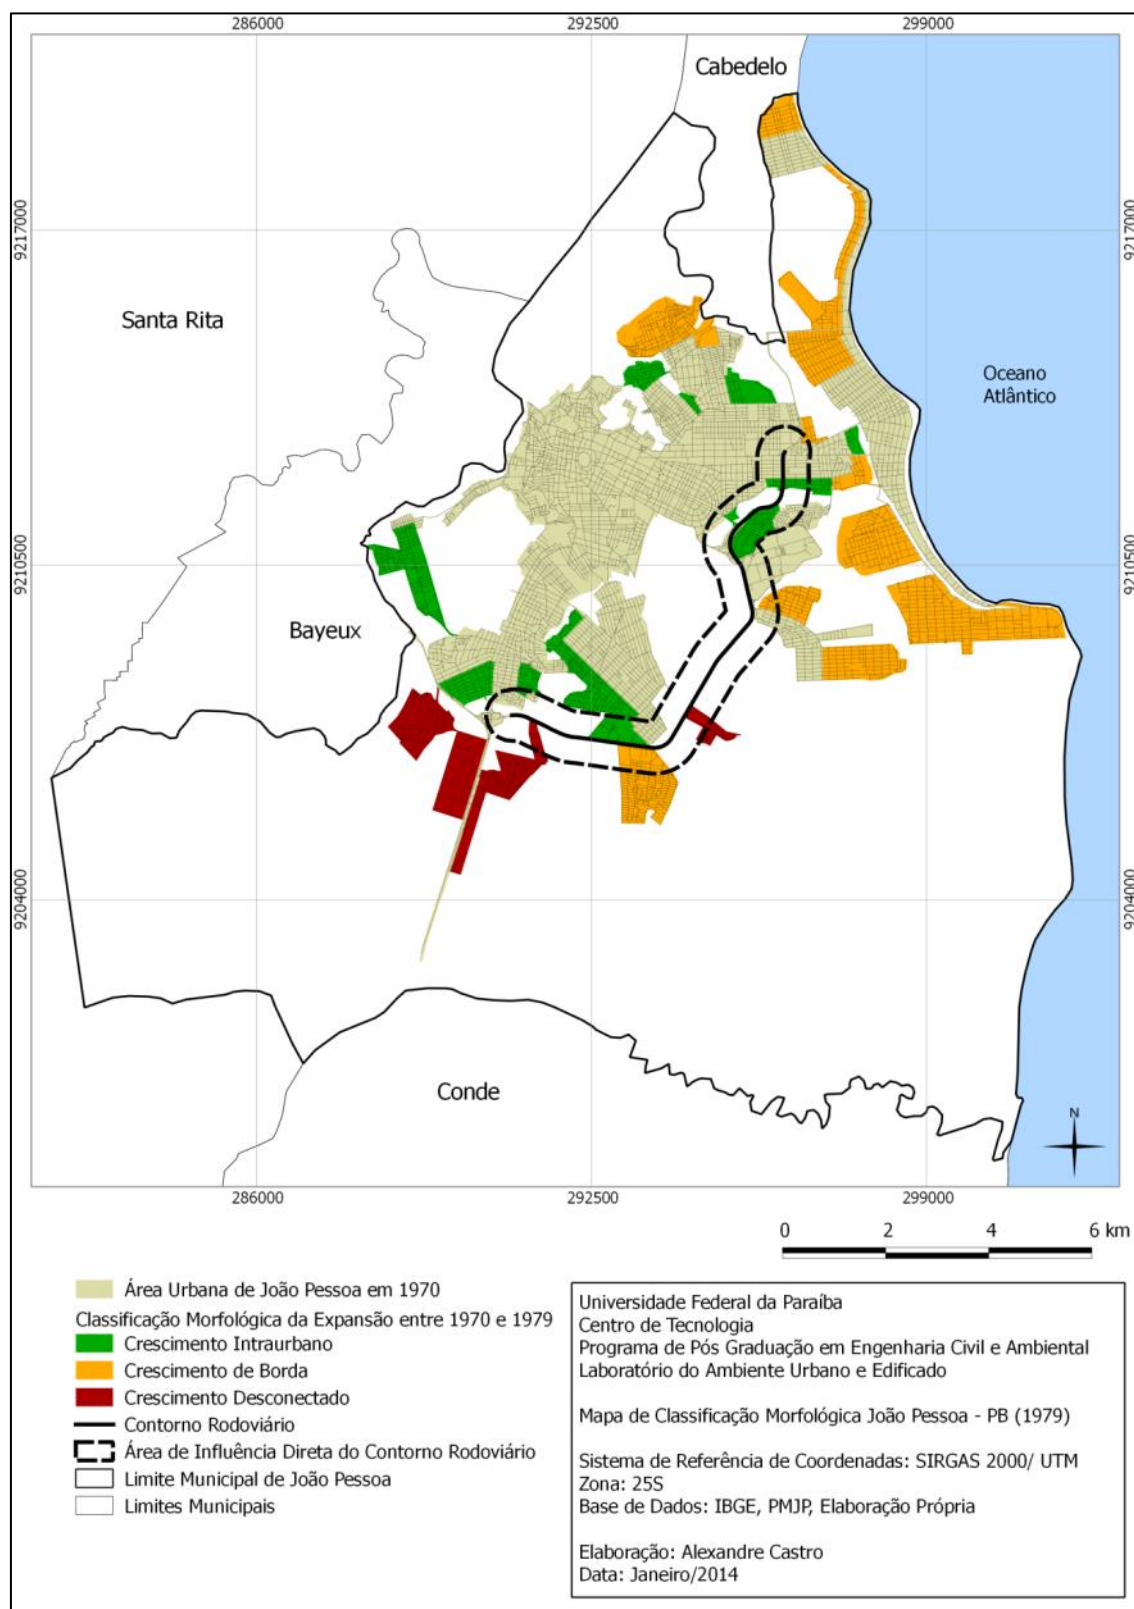 286000 292500 299000
Cabedelo
9217000 9217000
Santa Rita
Oceano
Atlântico
9210500 9210500
Bayeux
9204000 9204000
Conde
N
286000 292500 299000
0 2 4 6 km
Área Urbana de João Pessoa em 1970
Classificação Morfológica da Expansão entre 1970 e 1979
Crescimento Intraurbano
Crescimento de Borda
Crescimento Desconectado
Contorno Rodoviário
Área de Influência Direta do Contorno Rodoviário
Limite Municipal de João Pessoa
Limites Municipais
Universidade Federal da Paraíba
Centro de Tecnologia
Programa de Pós Graduação em Engenharia Civil e Ambiental
Laboratório do Ambiente Urbano e Edificado
Mapa de Classificação Morfológica João Pessoa - PB (1979)
Sistema de Referência de Coordenadas: SIRGAS 2000/ UTM
Zona: 25S
Base de Dados: IBGE, PMJP, Elaboração Própria
Elaboração: Alexandre Castro
Data: Janeiro/2014